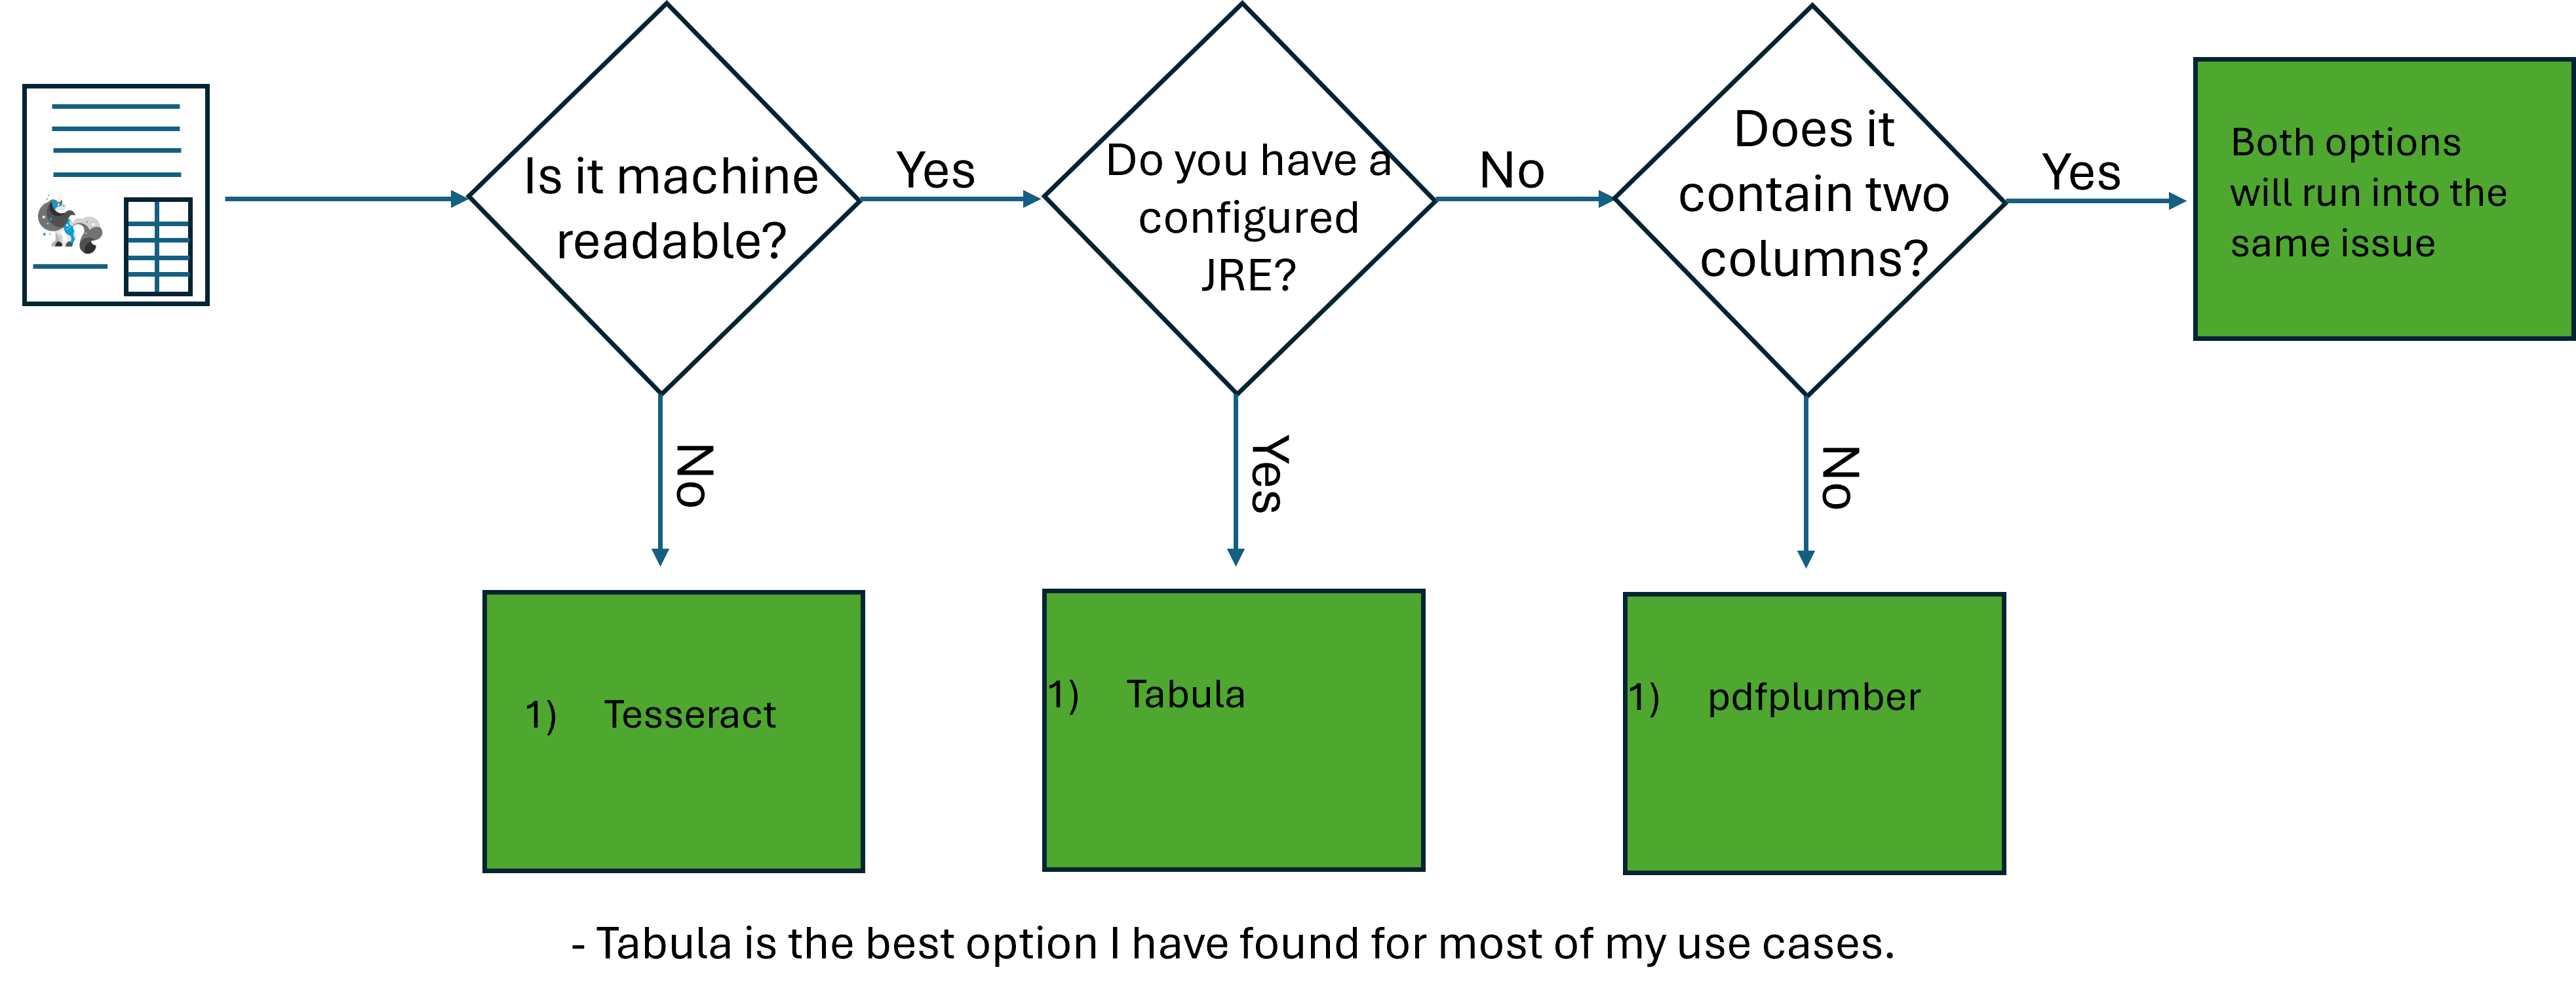 Is it machine
readable?
Yes
Do you have a
configured
JRE?
No
Does it
contain two
columns?
Yes
Both options
will run into the
same issue
No
Yes
No
1) Tesseract
1) Tabula
1) pdfplumber
- Tabula is the best option I have found for most of my use cases.